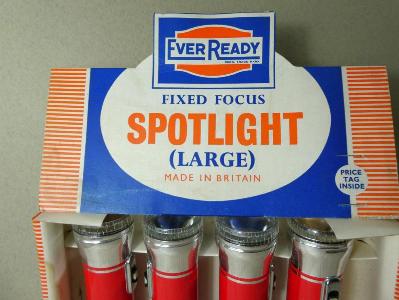 EVER READY
FIXED FOCUS
SPOTLIGHT
(LARGE)
MADE IN BRITAIN
PRICE
TAG
INSIDE